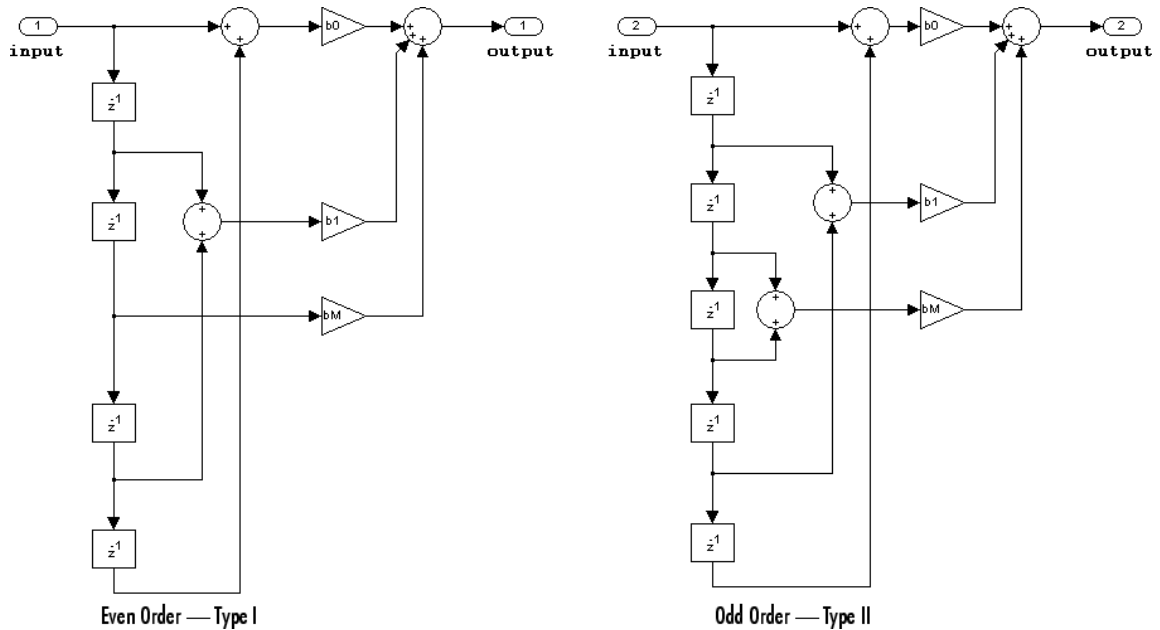 1
input
+
+
b0
+
+
+
1
output
z-1
z-1
+
+
b1
bM
z-1
z-1
Even Order — Type I
2
input
+
+
b0
+
+
+
2
output
z-1
z-1
+
+
b1
z-1
+
+
bM
z-1
z-1
Odd Order — Type II